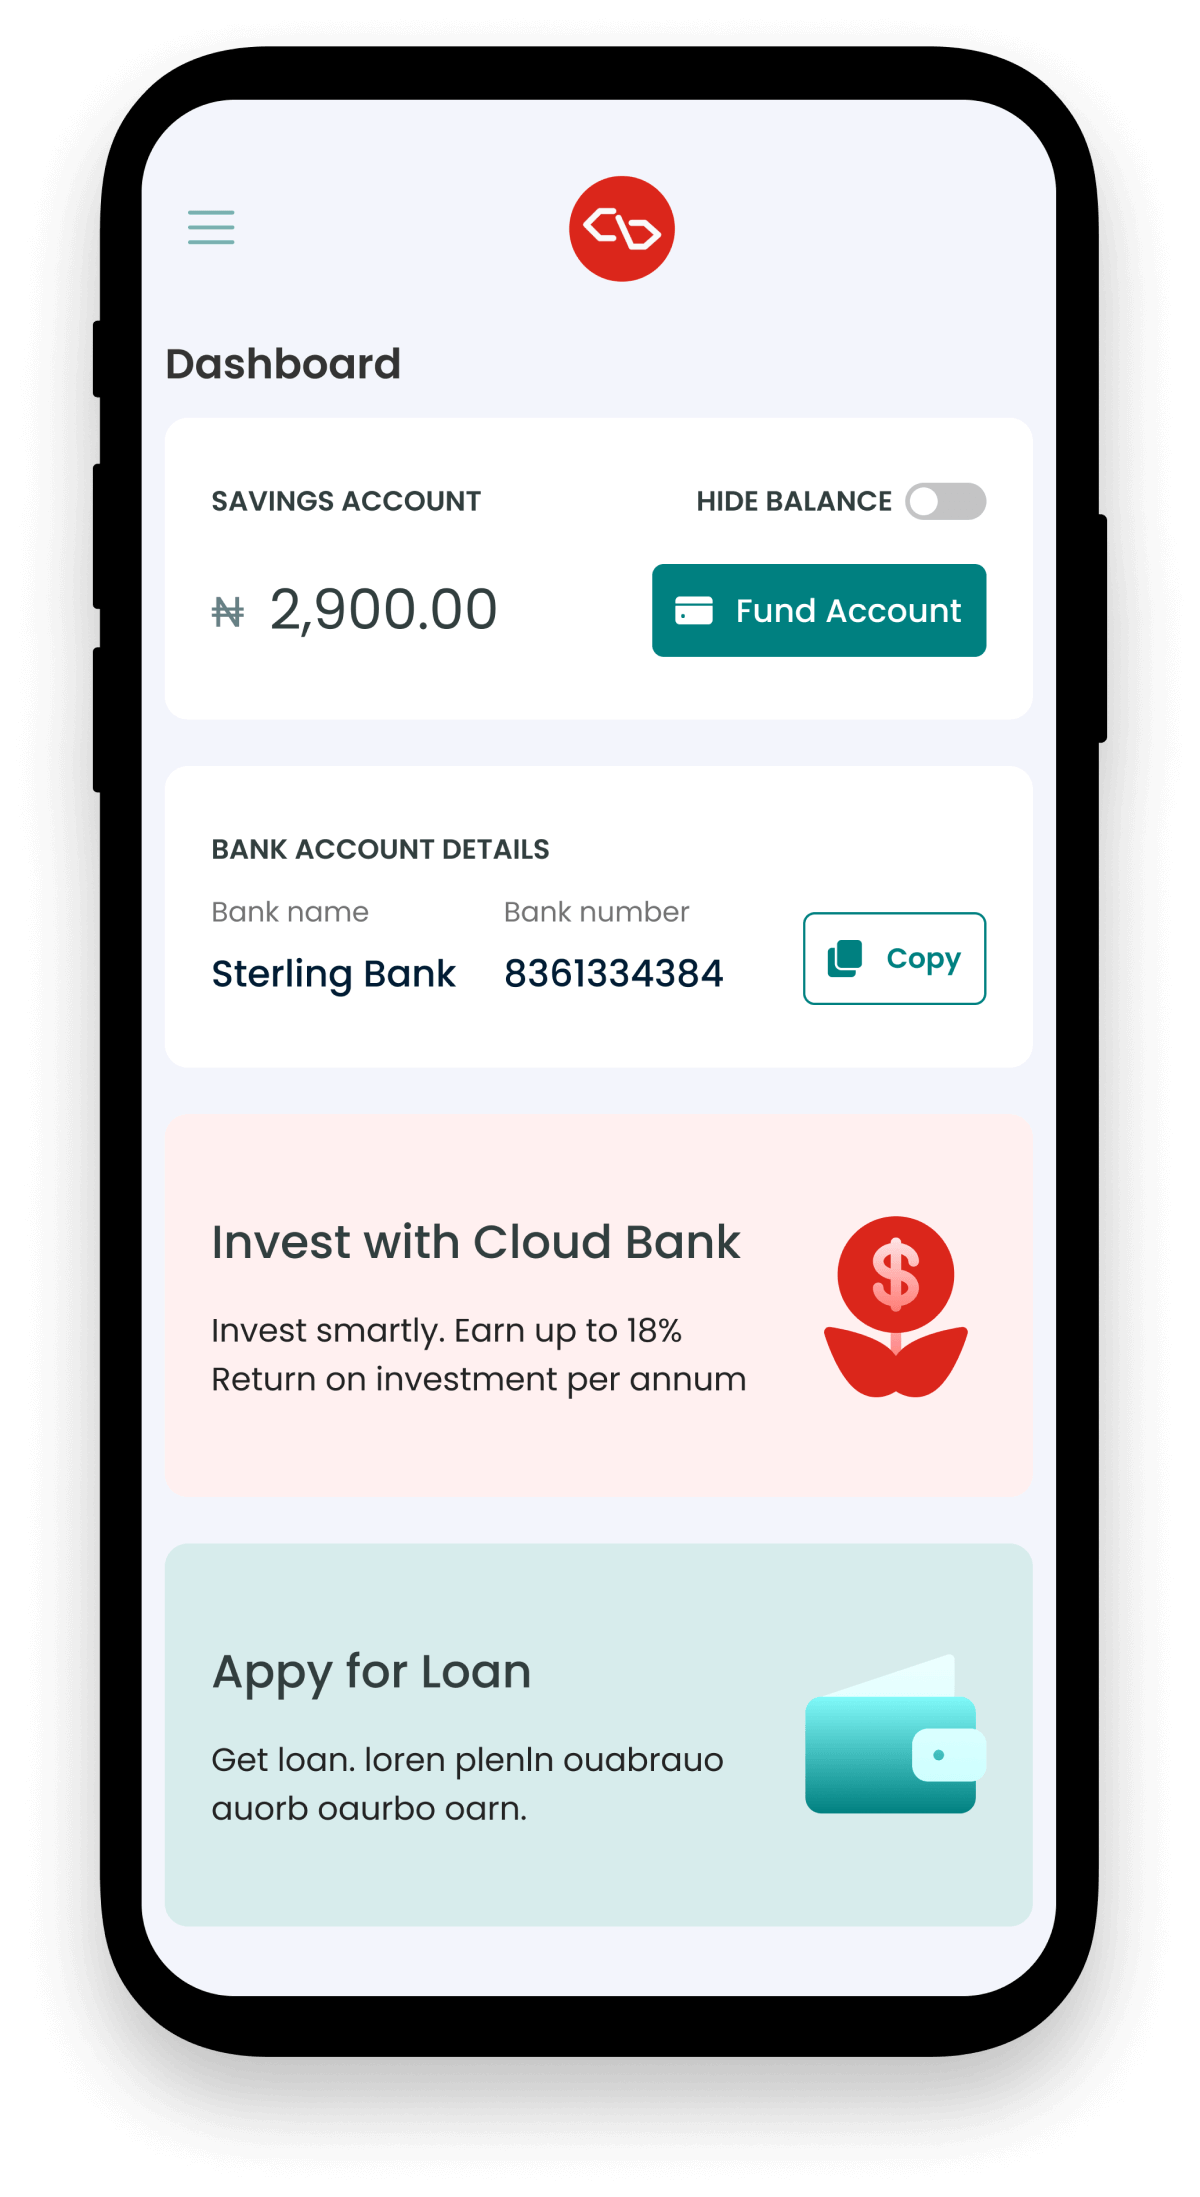 Dashboard
SAVINGS ACCOUNT
HIDE BALANCE
₦ 2,900.00
Fund Account
BANK ACCOUNT DETAILS
Bank name
Bank number
Sterling Bank
8361334384
Copy
Invest with Cloud Bank
Invest smartly. Earn up to 18%
Return on investment per annum
$
Appy for Loan
Get loan. loren plenln ouabrauo
auorb oaurbo oarn.